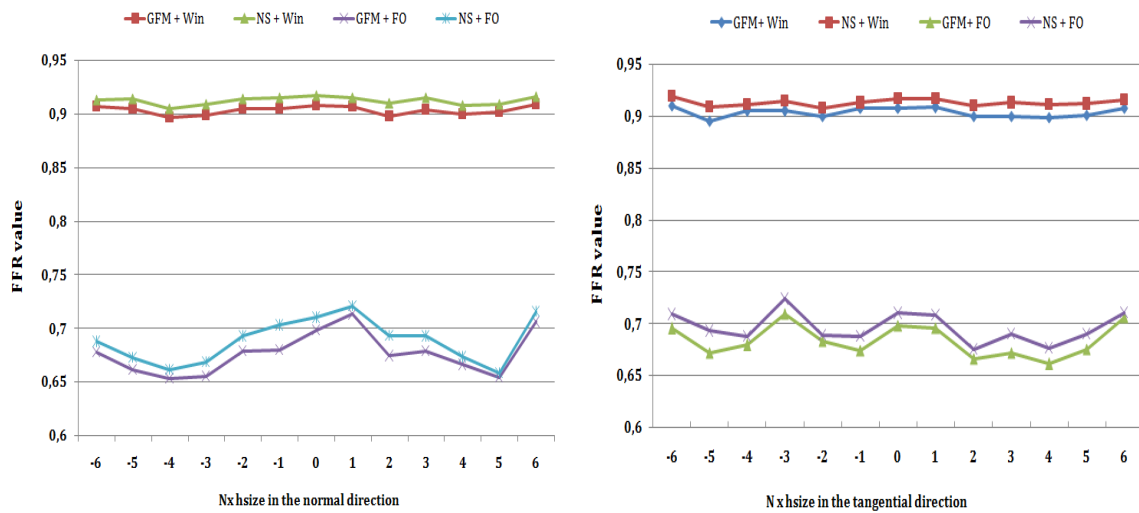 GFM + Win NS + Win GFM + FO NS + FO
FFR value
0,95
0,9
0,85
0,8
0,75
0,7
0,65
0,6
-6 -5 -4 -3 -2 -1 0 1 2 3 4 5 6
Nx hsize in the normal direction
GFM+ Win NS + Win GFM+ FO NS + FO
FFR value
0,95
0,9
0,85
0,8
0,75
0,7
0,65
0,6
-6 -5 -4 -3 -2 -1 0 1 2 3 4 5 6
N x hsize in the tangential direction